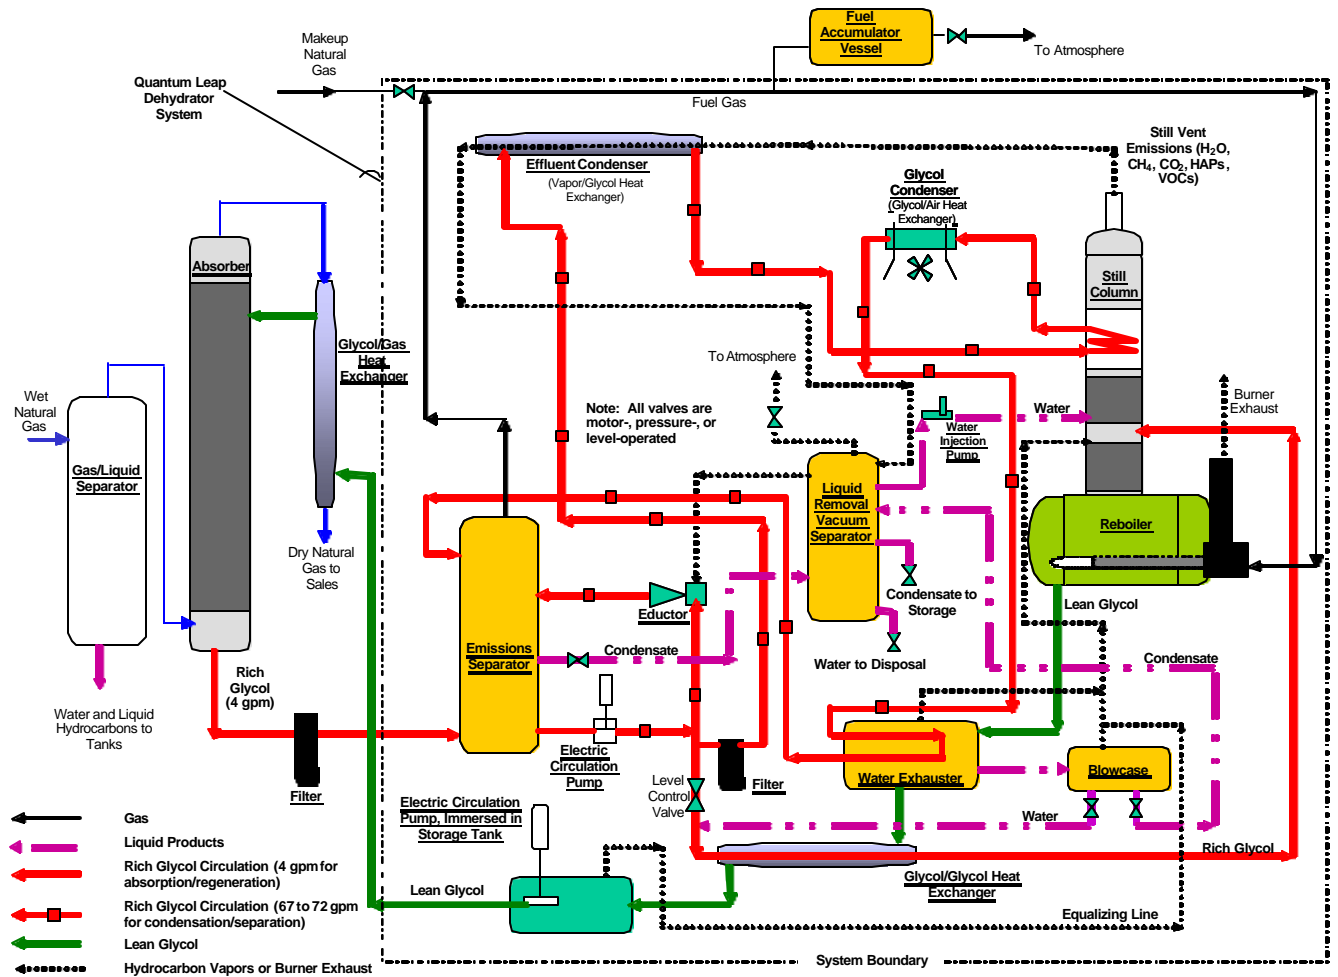 Makeup
Natural
Gas
Fuel
Accumulator
Vessel
To Atmosphere
Quantum Leap
Dehydrator
System
Fuel Gas
Still Vent
Emissions (H2O,
CH4, CO2, HAPs,
VOCs)
Effluent Condenser
(Vapor/Glycol Heat
Exchanger)
Glycol
Condenser
(Glycol/Air Heat
Exchanger)
Absorber
Still
Column
Glycol/Gas
Heat
Exchanger
To Atmosphere
Wet
Natural
Gas
Note: All valves are
motor-, pressure-, or
level-operated
Water
Water
Injection
Pump
Burner
Exhaust
Gas/Liquid
Separator
Liquid
Removal
Vacuum
Separator
Reboiler
Dry Natural
Gas to
Sales
Eductor
Condensate to
Storage
Lean Glycol
Emissions
Separator
Condensate
Water to Disposal
Condensate
Rich
Glycol
(4 gpm)
Water and Liquid
Hydrocarbons to
Tanks
Electric
Circulation
Pump
Filter
Level
Control
Valve
Filter
Water Exhauster
Blowcase
Electric Circulation
Pump, Immersed in
Storage Tank
Water
Rich Glycol
Glycol/Glycol Heat
Exchanger
Lean Glycol
Equalizing Line
System Boundary
Gas
Liquid Products
Rich Glycol Circulation (4 gpm for
absorption/regeneration)
Rich Glycol Circulation (67 to 72 gpm
for condensation/separation)
Lean Glycol
Hydrocarbon Vapors or Burner Exhaust